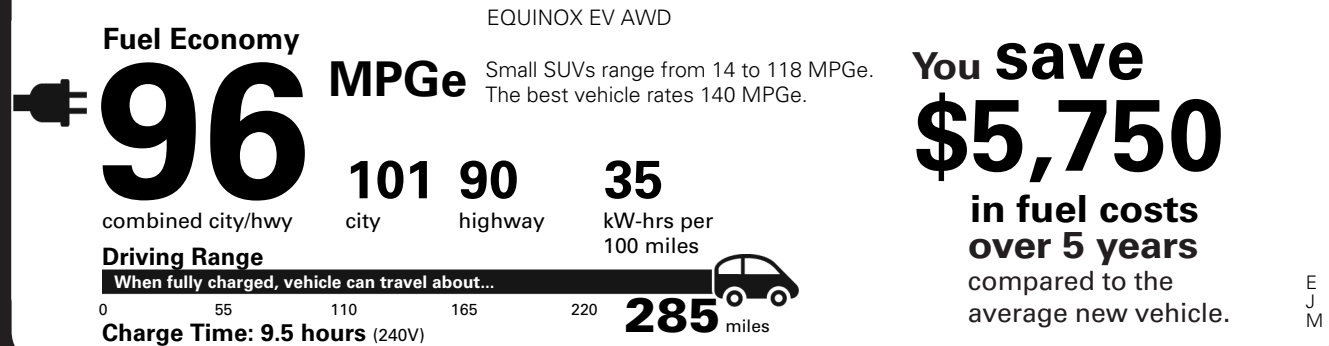 EQUINOX EV AWD
Fuel Economy
96 MPGe
Small SUVs range from 14 to 118 MPGe.
The best vehicle rates 140 MPGe.
101 90 35
combined city/hwy city highway kW-hrs per
100 miles
Driving Range
When fully charged, vehicle can travel about...
0 55 110 165 220 285 miles
Charge Time: 9.5 hours (240V)
You save
$5,750
in fuel costs
over 5 years
compared to the
average new vehicle.
E
J
M